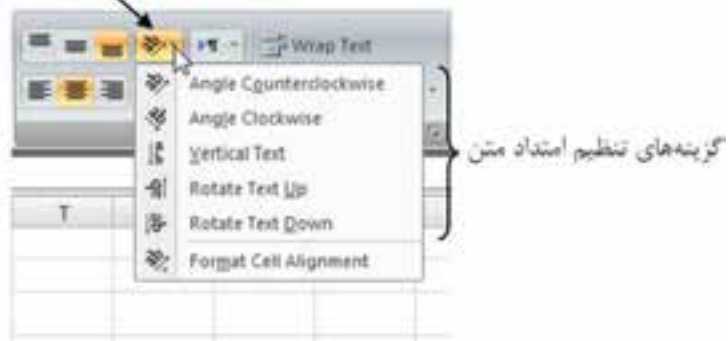 Wrap Text
Angle Counterclockwise
Angle Clockwise
Vertical Text
Rotate Text Up
Rotate Text Down
Format Cell Alignment
گزینه‌های تنظیم امتداد متن
T